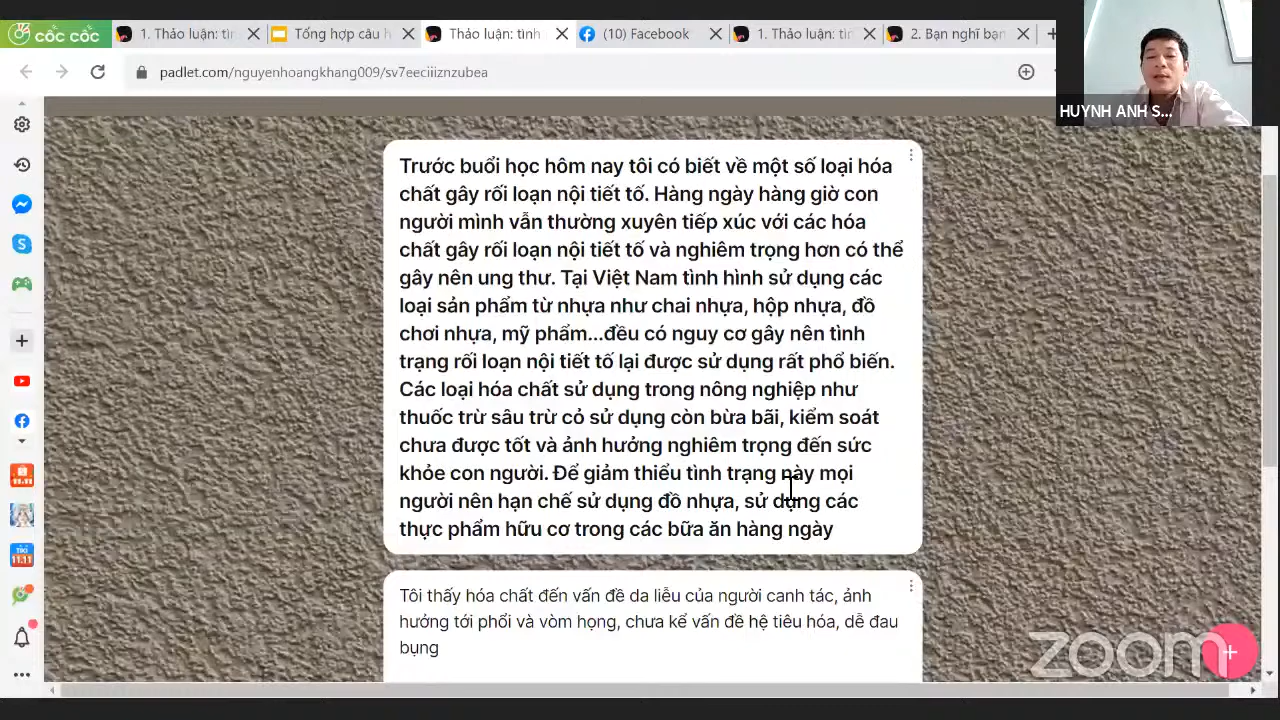 cốc cốc
1. Thảo luận: tìn
Tổng hợp câu h
Thảo luận: tình
(10) Facebook
1. Thảo luận: tìn
2. Bạn nghĩ bạn
padlet.com/nguyenhoangkhang009/sv7eeciiiznzubea
HUYNH ANH S...
Trước buổi học hôm nay tôi có biết về một số loại hóa
chất gây rối loạn nội tiết tố. Hàng ngày hàng giờ con
người mình vẫn thường xuyên tiếp xúc với các hóa
chất gây rối loạn nội tiết tố và nghiêm trọng hơn có thể
gây nên ung thư. Tại Việt Nam tình hình sử dụng các
loại sản phẩm từ nhựa như chai nhựa, hộp nhựa, đồ
chơi nhựa, mỹ phẩm...đều có nguy cơ gây nên tình
trạng rối loạn nội tiết tố lại được sử dụng rất phổ biến.
Các loại hóa chất sử dụng trong nông nghiệp như
thuốc trừ sâu trừ cỏ sử dụng còn bừa bãi, kiểm soát
chưa được tốt và ảnh hưởng nghiêm trọng đến sức
khỏe con người. Để giảm thiểu tình trạng này mọi
người nên hạn chế sử dụng đồ nhựa, sử dụng các
thực phẩm hữu cơ trong các bữa ăn hàng ngày
Tôi thấy hóa chất đến vấn đề da liễu của người canh tác, ảnh
hưởng tới phổi và vòm họng, chưa kể vấn đề hệ tiêu hóa, dễ đau
bụng
11.11
TIKI
11.11
zoom